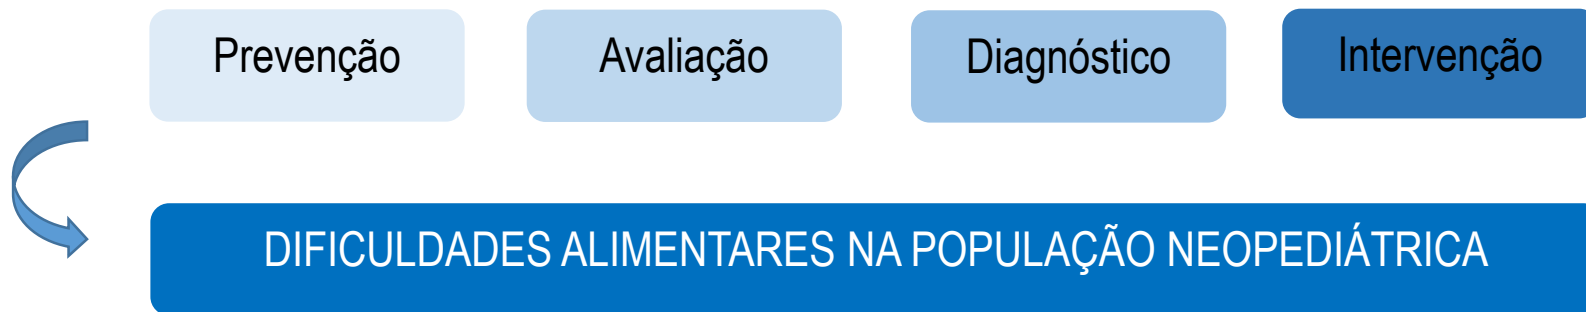 Prevenção
Avaliação
Diagnóstico
Intervenção
DIFICULDADES ALIMENTARES NA POPULAÇÃO NEOPEDIÁTRICA